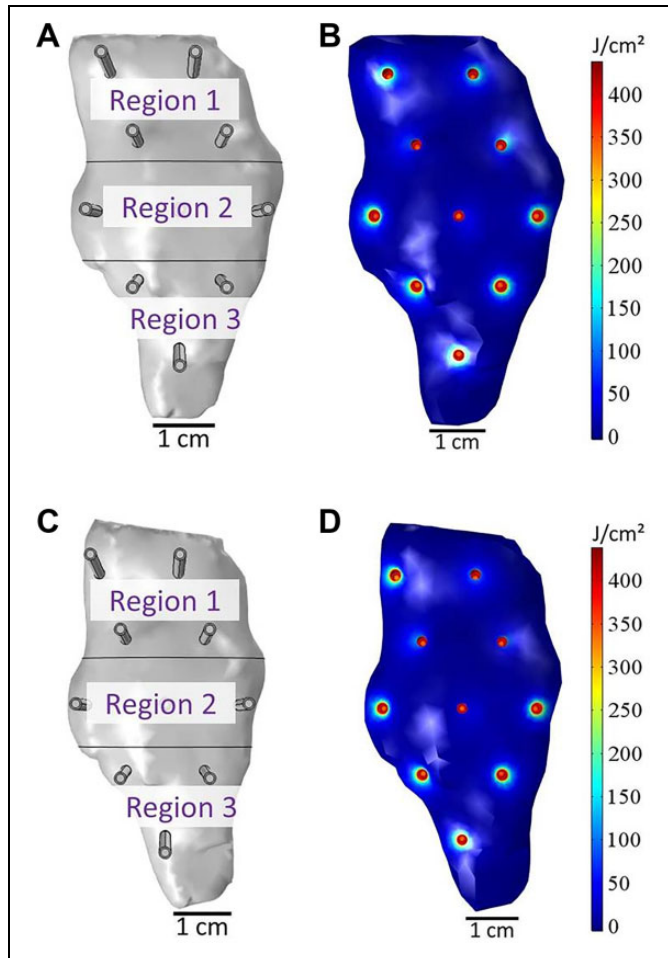 A
Region 1
Region 2
Region 3
1 cm
B
J/cm²
400
350
300
250
200
150
100
50
0
1 cm
C
Region 1
Region 2
Region 3
1 cm
D
J/cm²
400
350
300
250
200
150
100
50
0
1 cm